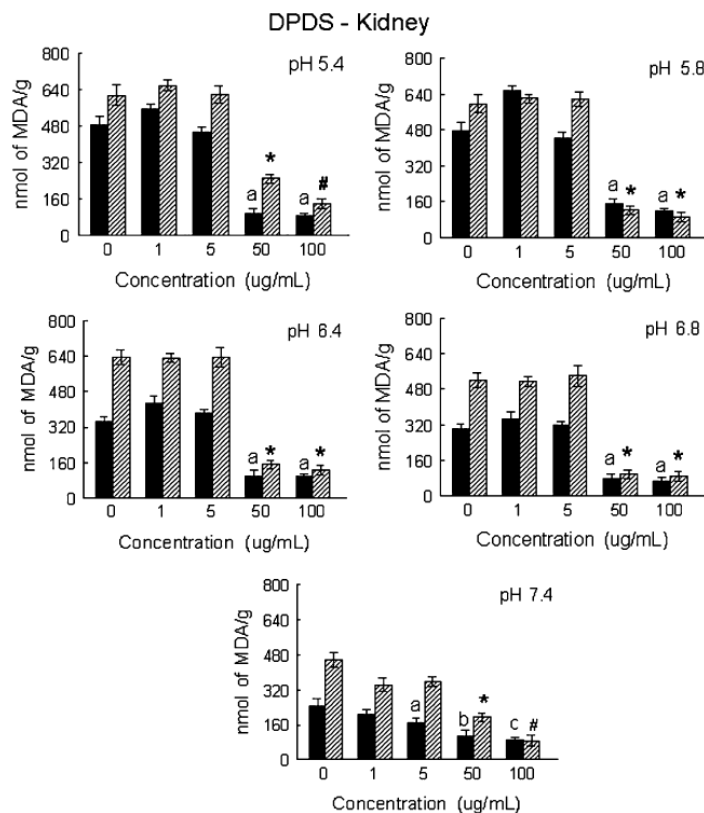 DPDS - Kidney
pH 5.4
nmol of MDA/g
800
640
480
320
160
0
a * a #
0 1 5 50 100
Concentration (ug/mL)
pH 5.8
nmol of MDA/g
800
640
480
320
160
0
a * a *
0 1 5 50 100
Concentration (ug/mL)
pH 6.4
nmol of MDA/g
800
640
480
320
160
0
a * a *
0 1 5 50 100
Concentration (ug/mL)
pH 6.8
nmol of MDA/g
800
640
480
320
160
0
a * a *
0 1 5 50 100
Concentration (ug/mL)
pH 7.4
nmol of MDA/g
800
640
480
320
160
0
a b * c #
0 1 5 50 100
Concentration (ug/mL)